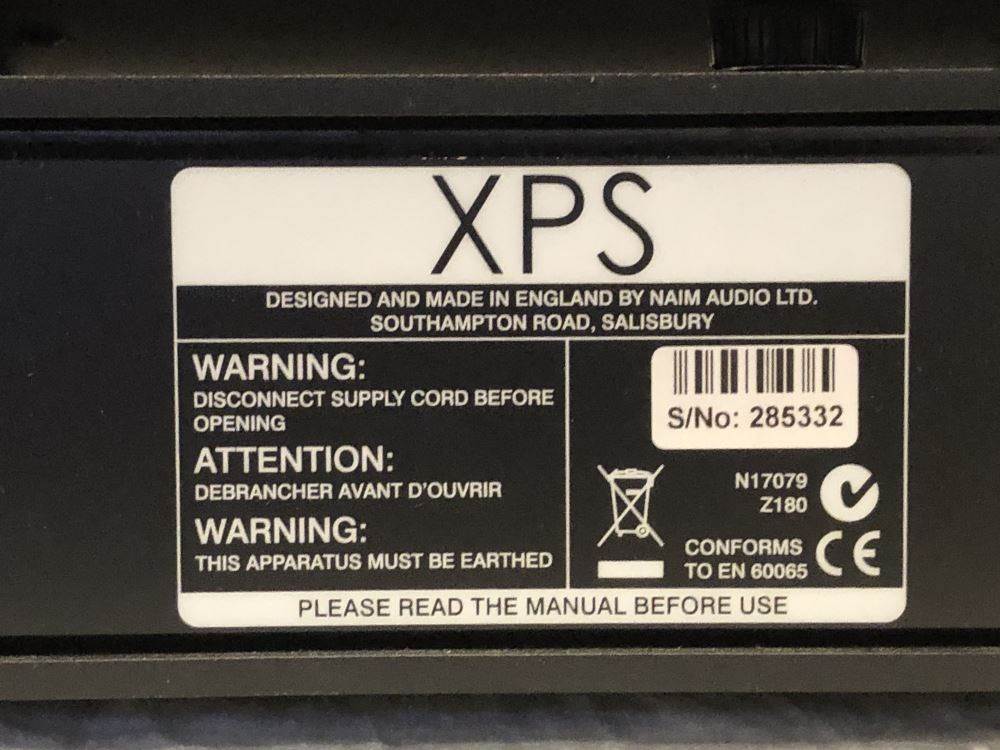 XPS
DESIGNED AND MADE IN ENGLAND BY NAIM AUDIO LTD.
SOUTHAMPTON ROAD, SALISBURY
WARNING:
DISCONNECT SUPPLY CORD BEFORE
OPENING
ATTENTION:
DEBRANCHER AVANT D'OUVRIR
WARNING:
THIS APPARATUS MUST BE EARTHED
S/No: 285332
N17079
Z180
CONFORMS
TO EN 60065
CE
PLEASE READ THE MANUAL BEFORE USE